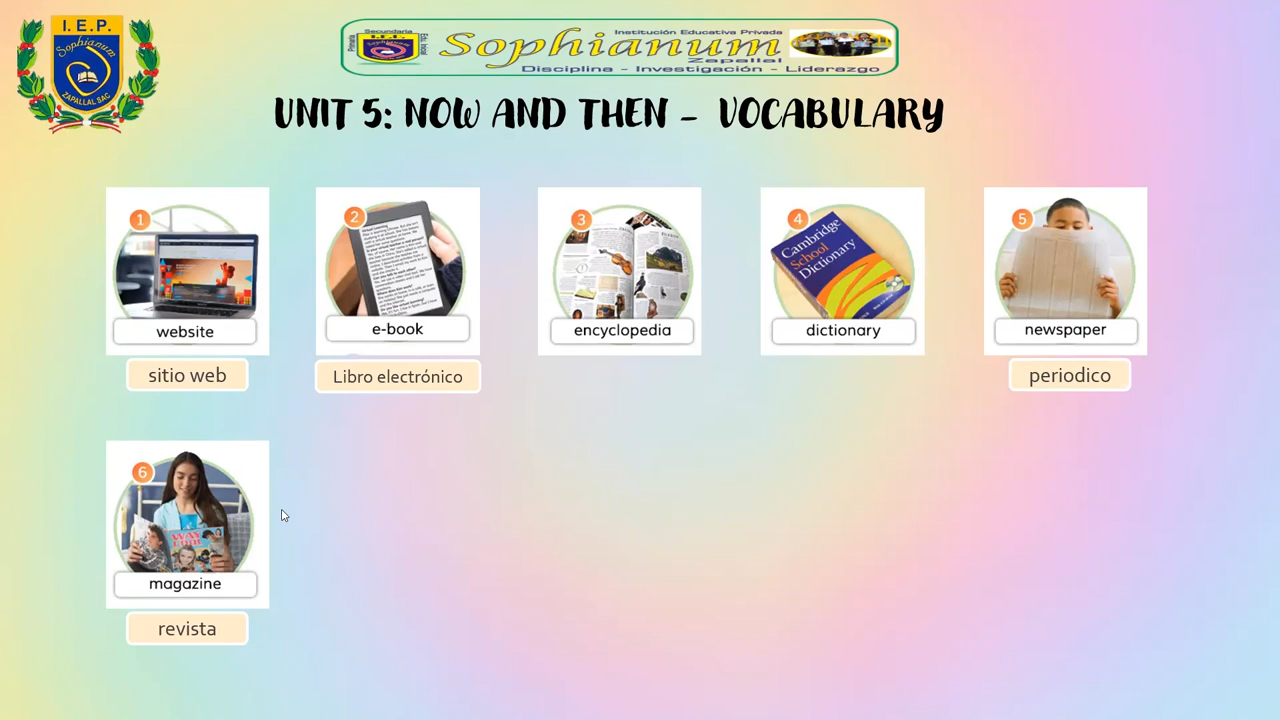 I.E.P.
Sophianum
ZAPALLAL SAC
Primaria
Secundaria
I.E.P.
Sophianum
Institución Educativa Privada
Zapallal
Disciplina - Investigación - Liderazgo
UNIT 5: NOW AND THEN - VOCABULARY
1
website
sitio web
2
e-book
Libro electrónico
3
encyclopedia
4
Cambridge
School
Dictionary
dictionary
5
newspaper
periodico
6
magazine
revista